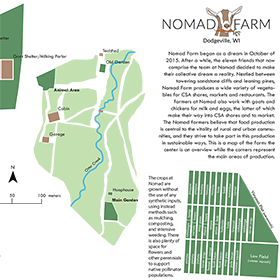 NOMAD FARM
Dodgeville, WI
Nomad Farm began as a dream in October of
2015. After a while, the eleven friends that now
comprise the team at Nomad decided to make
their collective dream a reality. Nestled between
towering sandstone cliffs and leaning pines,
Nomad Farm produces a wide variety of vegeta-
bles for CSA shares, markets and restaurants. The
Farmers at Nomad also work with goats and
chickens for milk and eggs, the latter of which
make their way into CSA shares and to market.
The Nomad Farmers believe that food production
is central to the vitality of rural and urban commu-
nities, and they strive to take part in this production
in sustainable ways. This is a map of the farm: the
center is an overview while the corners represent
the main areas of production.
Goat Shelter/Milking Parlor
Toolshed
Old Garden
Animal Area
Cabin
Garage
Otter Creek
Hoophouse
Main Garden
N
0 50 100 meters
The crops at
Nomad are
grown without
the use of any
synthetic inputs,
using instead
methods such
as mulching,
composting,
and intensive
weeding. There
is also plenty of
space for
flowers and
other perennials
to support
native pollinator
populations.
Ley Field